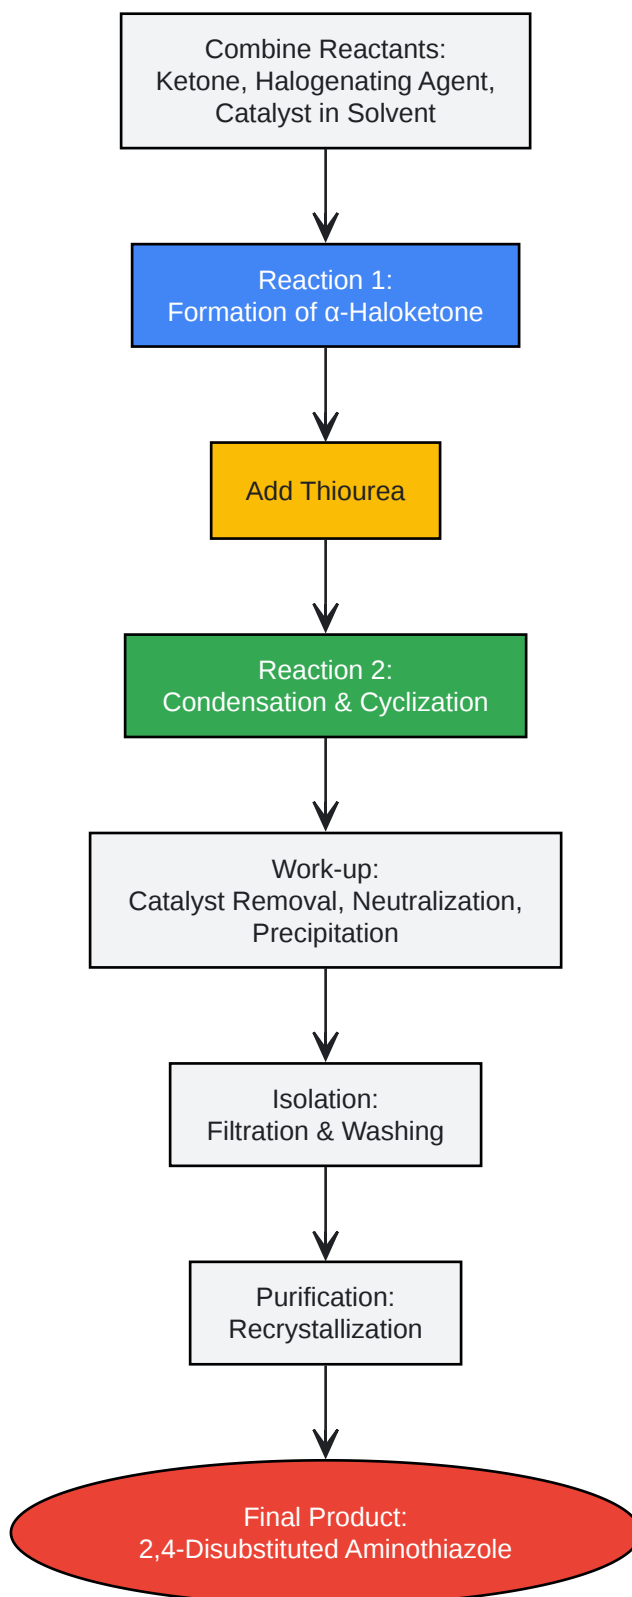 Combine Reactants:
Ketone, Halogenating Agent,
Catalyst in Solvent
Reaction 1:
Formation of α-Haloketone
Add Thiourea
Reaction 2:
Condensation & Cyclization
Work-up:
Catalyst Removal, Neutralization,
Precipitation
Isolation:
Filtration & Washing
Purification:
Recrystallization
Final Product:
2,4-Disubstituted Aminothiazole